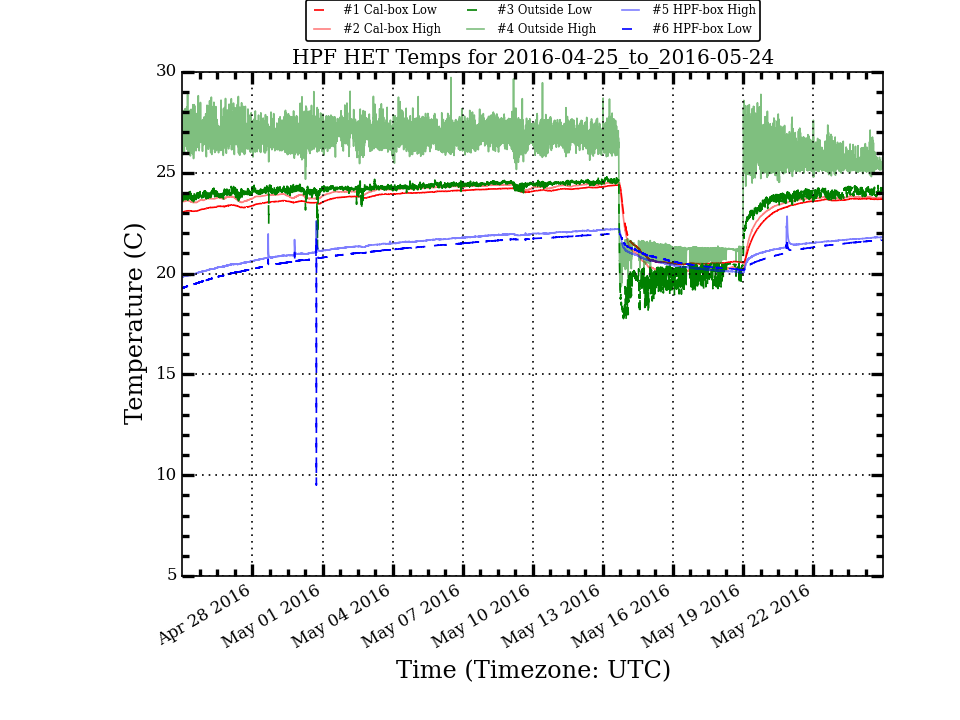 #1 Cal-box Low #3 Outside Low #5 HPF-box High
#2 Cal-box High #4 Outside High #6 HPF-box Low
HPF HET Temps for 2016-04-25_to_2016-05-24
30
25
20
15
10
5
Temperature (C)
Apr 28 2016
May 01 2016
May 04 2016
May 07 2016
May 10 2016
May 13 2016
May 16 2016
May 19 2016
May 22 2016
Time (Timezone: UTC)